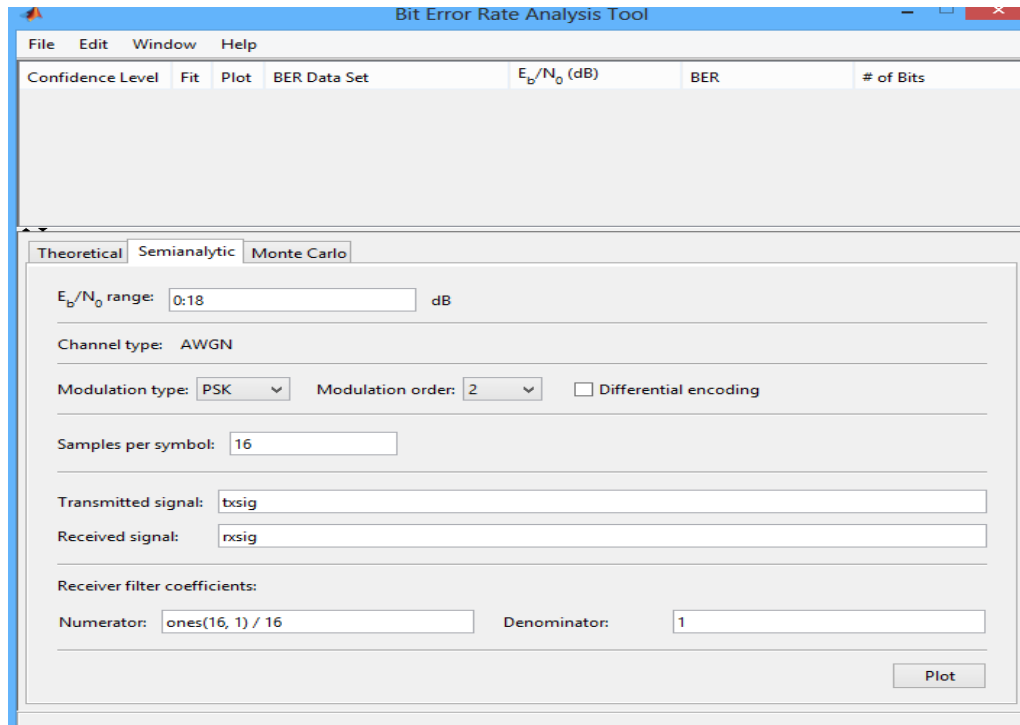 Bit Error Rate Analysis Tool
File Edit Window Help
Confidence Level Fit Plot BER Data Set E_b/N_0 (dB) BER # of Bits
Theoretical Semianalytic Monte Carlo
E_b/N_0 range: 0:18 dB
Channel type: AWGN
Modulation type: PSK Modulation order: 2 Differential encoding
Samples per symbol: 16
Transmitted signal: txsig
Received signal: rxsig
Receiver filter coefficients:
Numerator: ones(16, 1) / 16 Denominator: 1
Plot